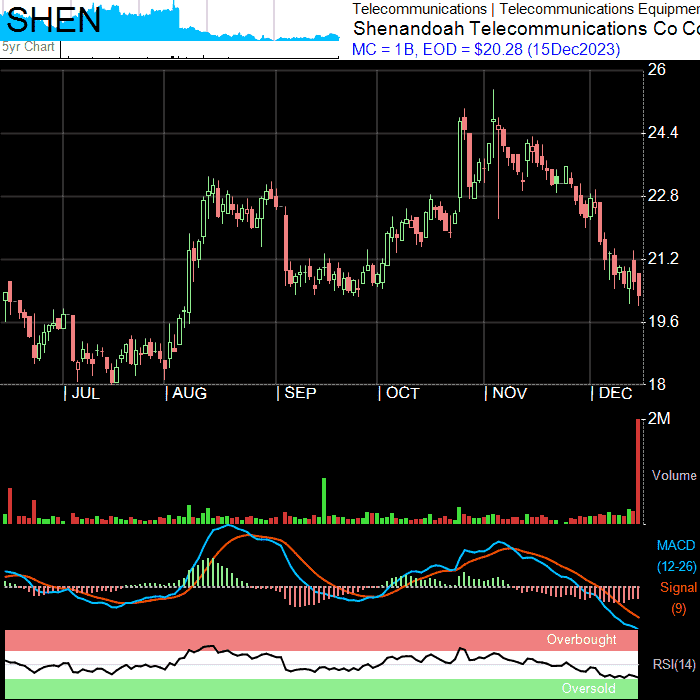 SHEN
Telecommunications | Telecommunications Equipmen
Shenandoah Telecommunications Co Co
5yr Chart
MC = 1B, EOD = $20.28 (15Dec2023)
26
24.4
22.8
21.2
19.6
18
| JUL | AUG | SEP | OCT | NOV | DEC
2M
Volume
MACD
(12-26)
Signal
(9)
Overbought
RSI(14)
Oversold